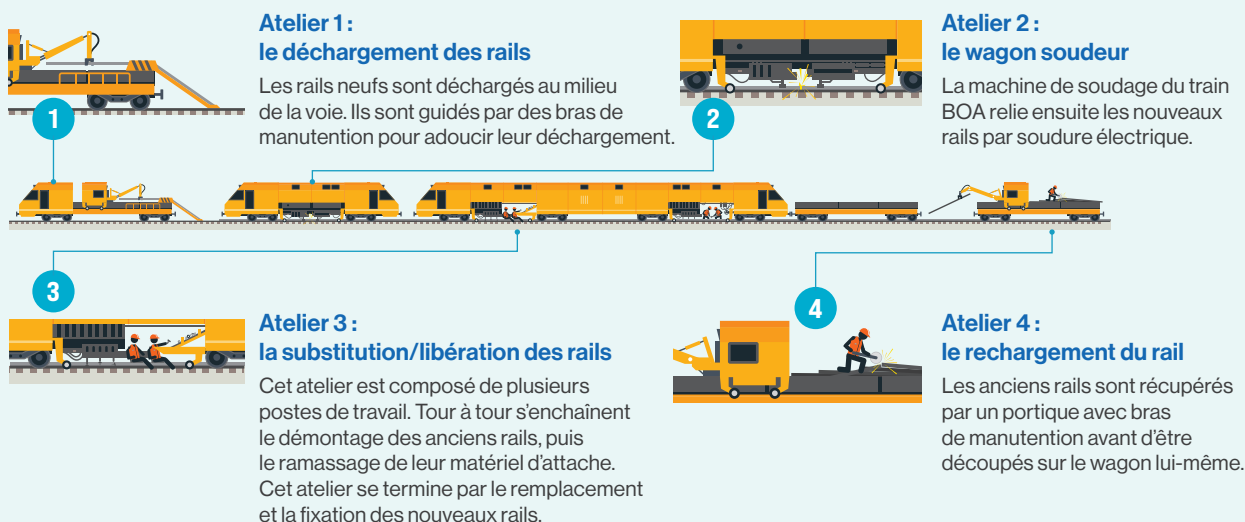 Atelier 1 :
le déchargement des rails
Les rails neufs sont déchargés au milieu
de la voie. Ils sont guidés par des bras de
manutention pour adoucir leur déchargement.
1
Atelier 2 :
le wagon soudeur
La machine de soudage du train
BOA relie ensuite les nouveaux
rails par soudure électrique.
2
3
Atelier 3 :
la substitution/libération des rails
Cet atelier est composé de plusieurs
postes de travail. Tour à tour s’enchaînent
le démontage des anciens rails, puis
le ramassage de leur matériel d’attache.
Cet atelier se termine par le remplacement
et la fixation des nouveaux rails.
4
Atelier 4 :
le rechargement du rail
Les anciens rails sont récupérés
par un portique avec bras
de manutention avant d’être
découpés sur le wagon lui-même.